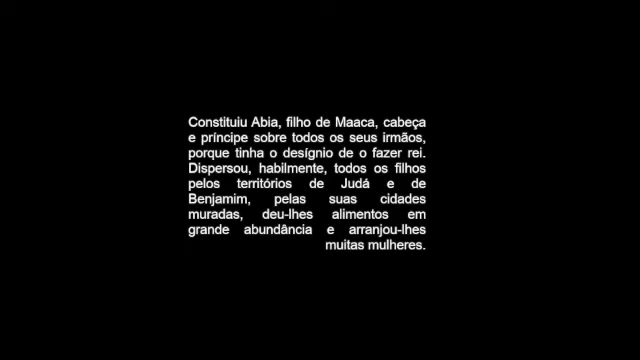 Constituiu Abia, filho de Maaca, cabeça
e príncipe sobre todos os seus irmãos,
porque tinha o desígnio de o fazer rei.
Dispersou, habilmente, todos os filhos
pelos territórios de Judá e de
Benjamim, pelas suas cidades
muradas, deu-lhes alimentos em
grande abundância e arranjou-lhes
muitas mulheres.